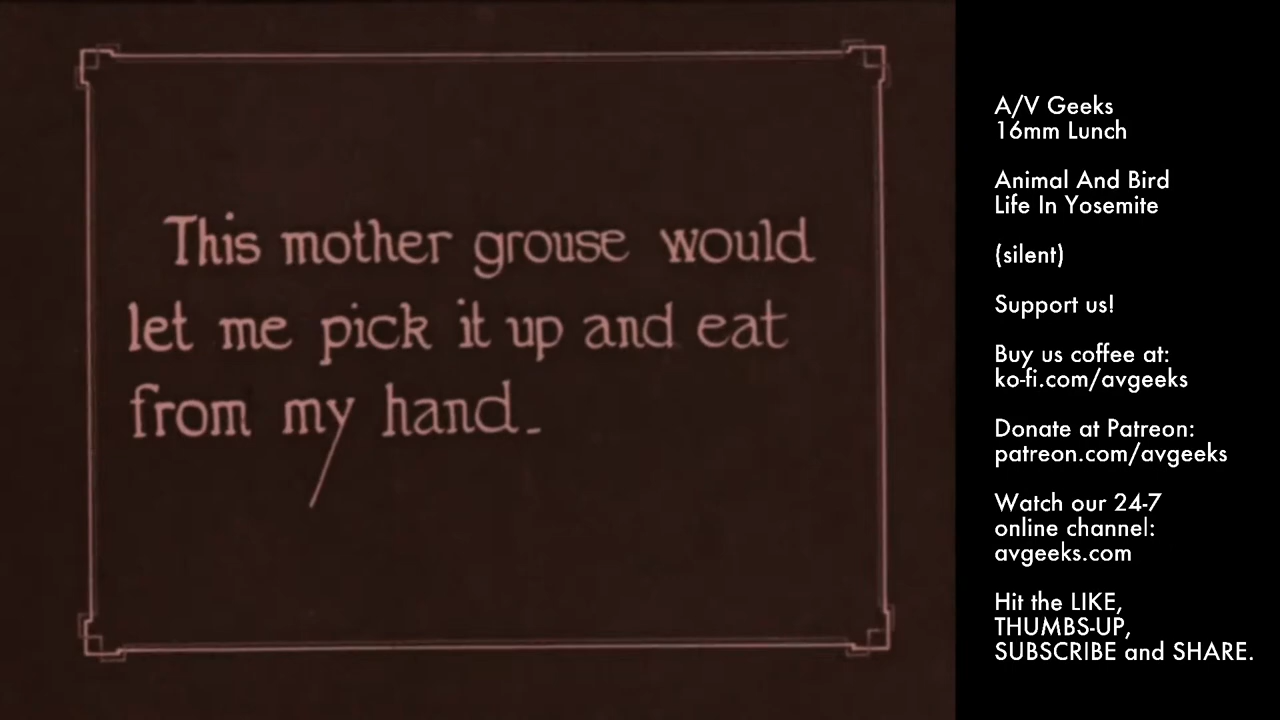 This mother grouse would
let me pick it up and eat
from my hand.
A/V Geeks
16mm Lunch
Animal And Bird
Life In Yosemite
(silent)
Support us!
Buy us coffee at:
ko-fi.com/avgeeks
Donate at Patreon:
patreon.com/avgeeks
Watch our 24-7
online channel:
avgeeks.com
Hit the LIKE,
THUMBS-UP,
SUBSCRIBE and SHARE.